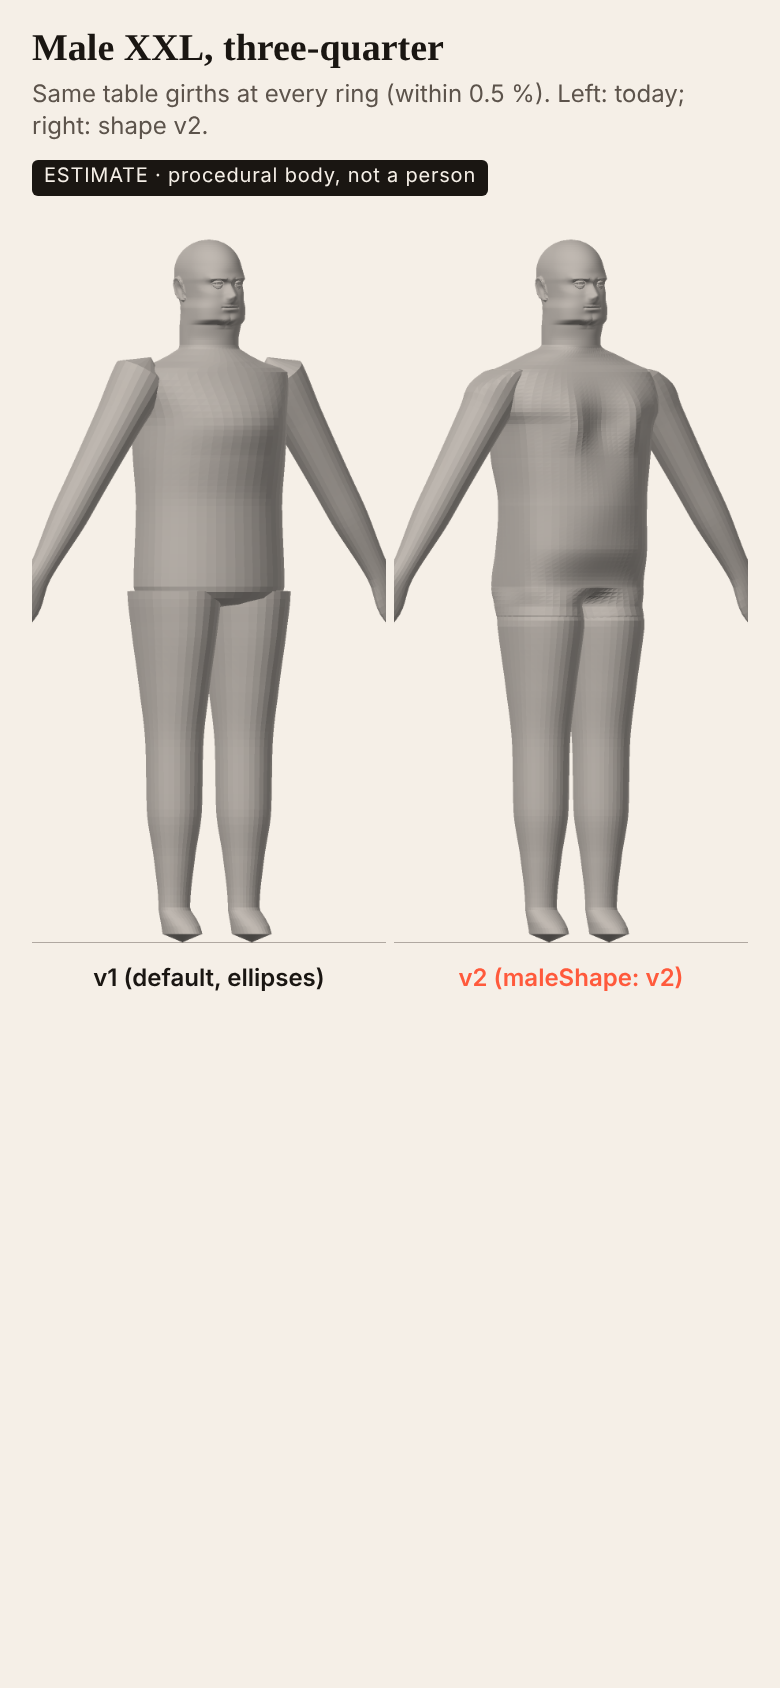 Male XXL, three-quarter
Same table girths at every ring (within 0.5 %). Left: today;
right: shape v2.
ESTIMATE · procedural body, not a person
v1 (default, ellipses)
v2 (maleShape: v2)